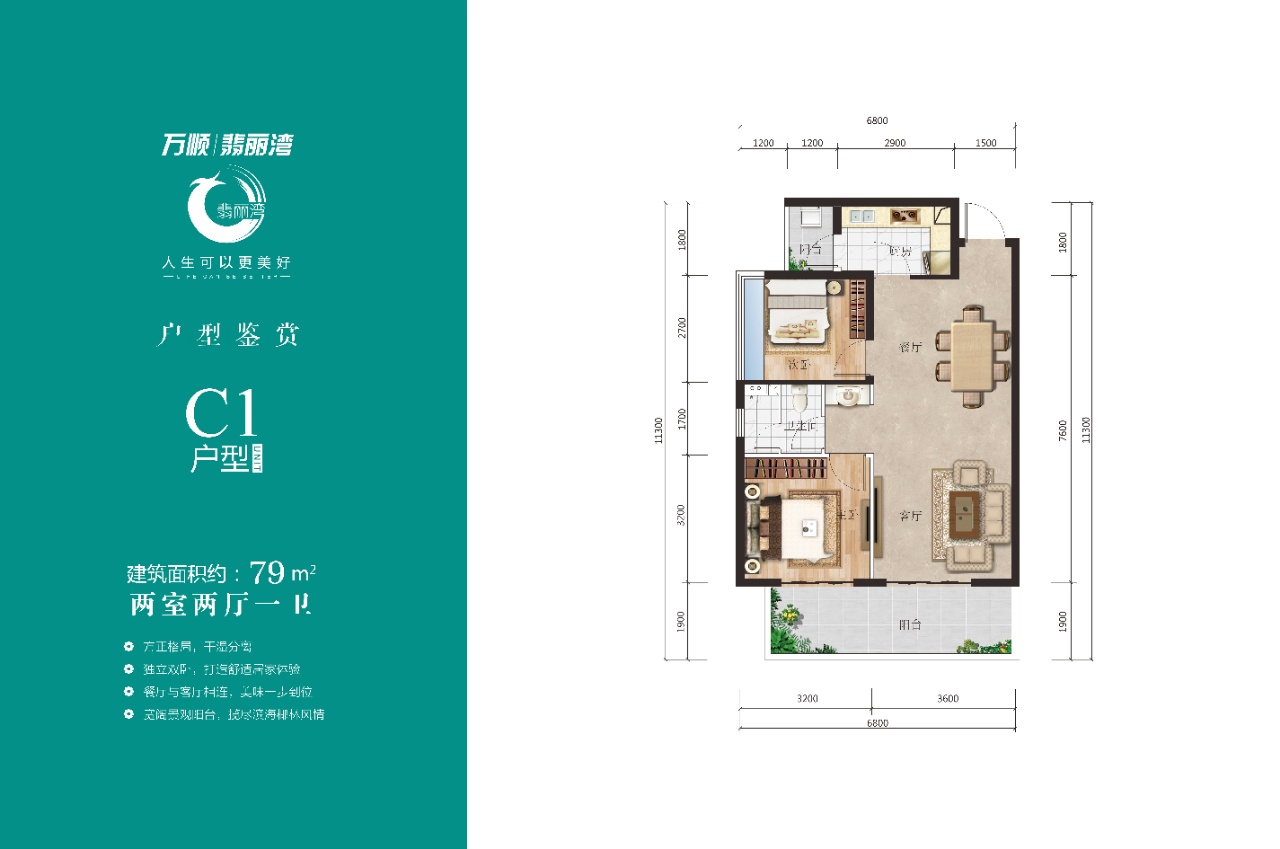 万顺|翡丽湾
翡丽湾
人生可以更美好
LIFE CAN BE BETTER
户型鉴赏
C1
户型
UNIT
建筑面积约：79 m²
两室两厅一卫
方正格局，干湿分离
独立双卧，打造舒适居家体验
餐厅与客厅相连，美味一步到位
宽阔景观阳台，揽尽滨海椰林风情
6800
1200 1200 2900 1500
阳台
厨房
次卧
餐厅
卫生间
主卧
客厅
阳台
11300
1800
2700
1700
3200
1900
1800
7600
1900
11300
3200 3600
6800